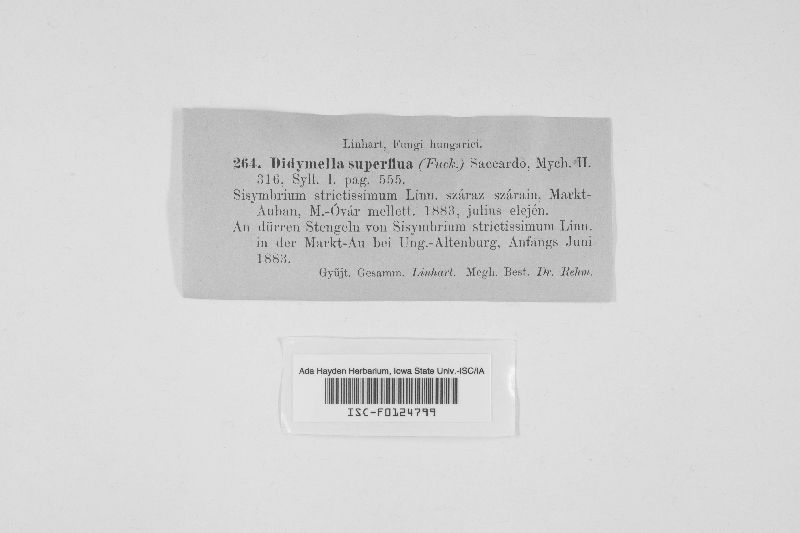 Linhart, Fungi hungarici.
264. Didymella superflua (Fuck.) Saccardo, Mych. II.
316, Syll. I. pag. 555.
Sisymbrium strictissimum Linn. száraz szárain, Markt-
Auban, M.-Óvár mellett. 1883, julius elején.
An dürren Stengeln von Sisymbrium strictissimum Linn.
in der Markt-Au bei Ung.-Altenburg, Anfangs Juni
1883.
Gyüjt. Gesamm. Linhart. Megh. Best. Dr. Rehm.
Ada Hayden Herbarium, Iowa State Univ.-ISC/IA
ISC-F0124799